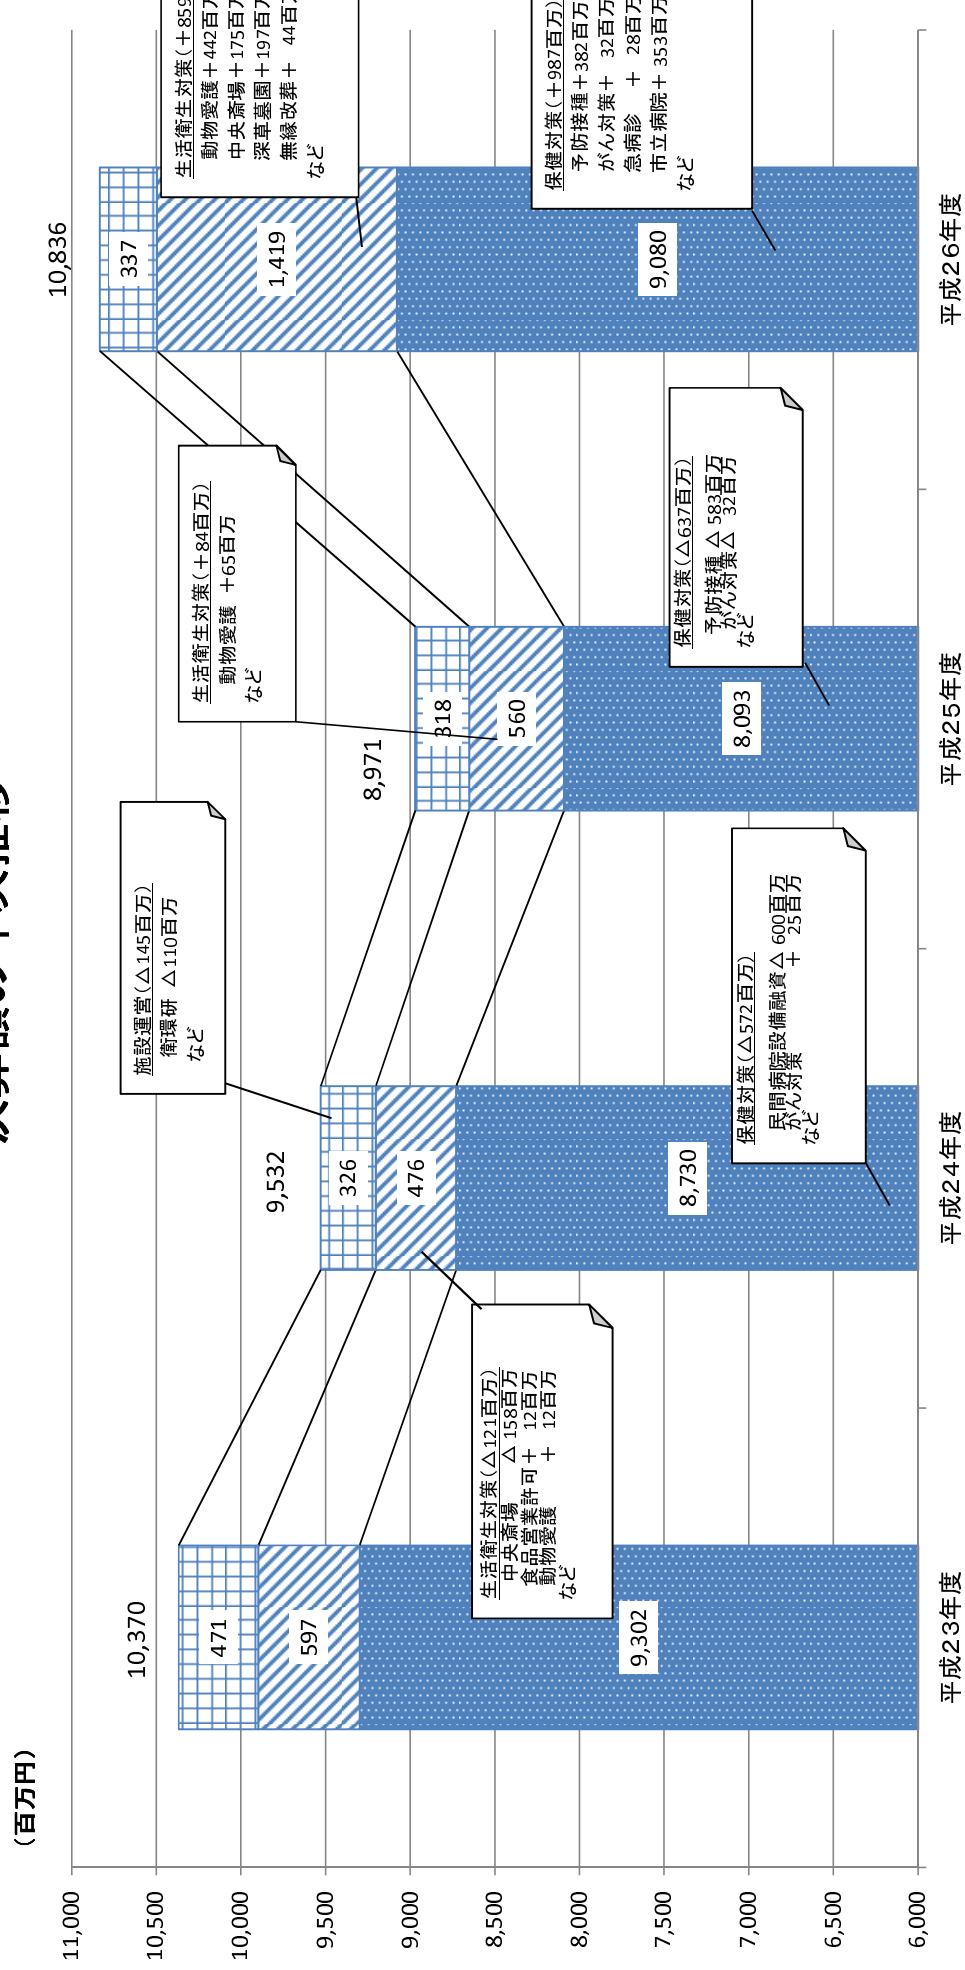 （百万円）
11,000
10,500
10,000
9,500
9,000
8,500
8,000
7,500
7,000
6,500
6,000
10,370
471
597
9,302
平成23年度
生活衛生対策（△121百万）
中央斎場　△ 158百万
食品営業許可＋　12百万
動物愛護　＋　12百万
など
9,532
326
476
8,730
平成24年度
施設運営（△145百万）
衛環研 △110百万
など
保健対策（△572百万）
民間病院設備融資△ 600百万
がん対策　＋　25百万
など
8,971
318
560
8,093
平成25年度
生活衛生対策（＋84百万）
動物愛護 ＋65百万
など
保健対策（△637百万）
予防接種 △ 583百万
がん対策△　32百万
など
10,836
337
1,419
9,080
平成26年度
生活衛生対策（＋859
動物愛護＋442百万
中央斎場＋175百万
深草墓園＋197百万
無縁改葬＋　44百万
など
保健対策（＋987百万）
予防接種＋382百万
がん対策＋　32百万
急病診　＋　28百万
市立病院＋353百万
など